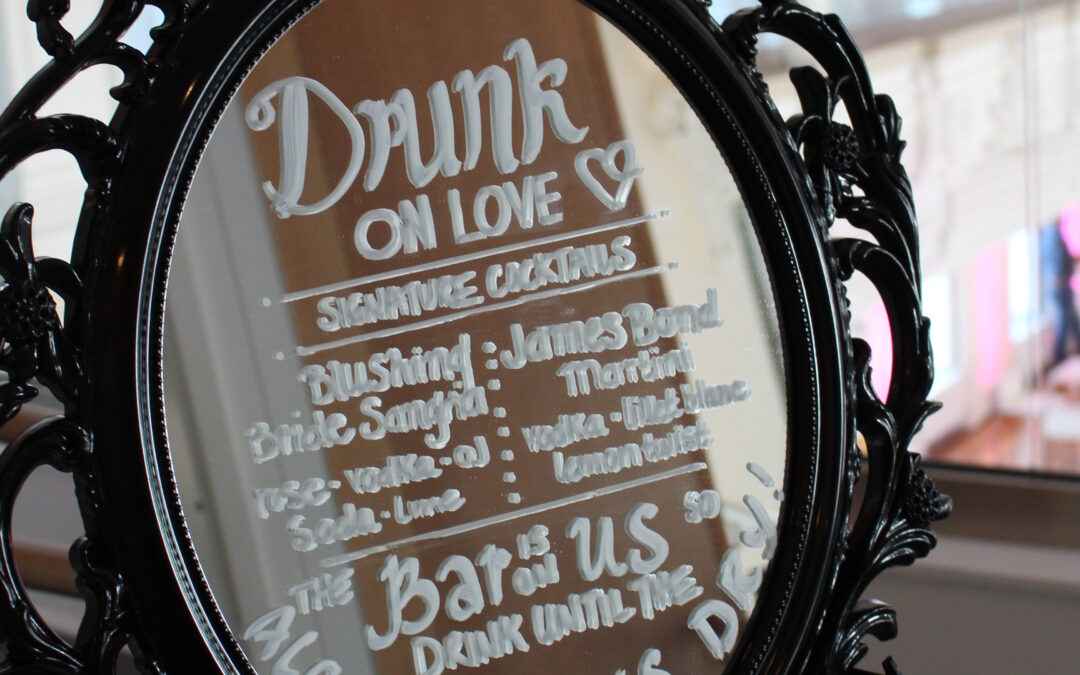 Drunk
ON LOVE
SIGNATURE COCKTAILS
Blushing
Bride Sangria
rose - vodka - OJ
Soda - Lime
James Bond
Martini
vodka - lillet blanc
lemon twist
THE Bar IS ON US SO
DRINK UNTIL THE
DRY!